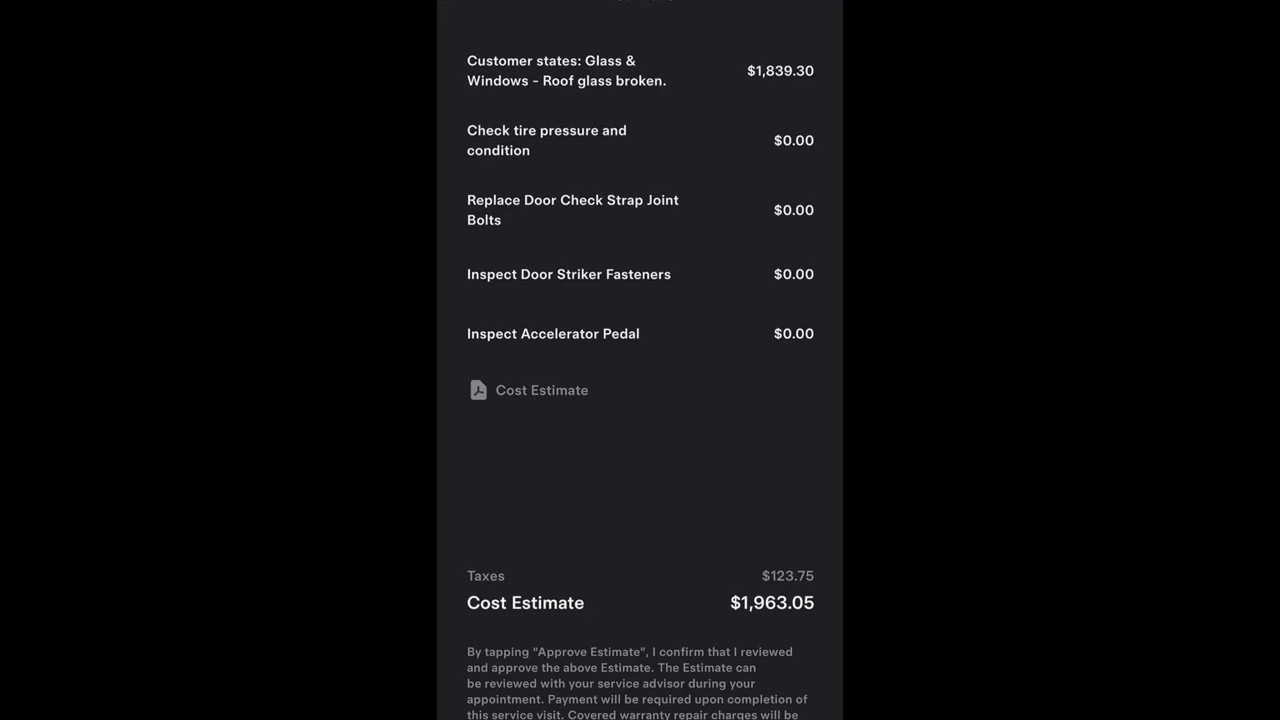 Customer states: Glass &
Windows - Roof glass broken.
$1,839.30
Check tire pressure and
condition
$0.00
Replace Door Check Strap Joint
Bolts
$0.00
Inspect Door Striker Fasteners
$0.00
Inspect Accelerator Pedal
$0.00
Cost Estimate
Taxes
$123.75
Cost Estimate
$1,963.05
By tapping “Approve Estimate”, I confirm that I reviewed
and approve the above Estimate. The Estimate can
be reviewed with your service advisor during your
appointment. Payment will be required upon completion of
this service visit. Covered warranty repair charges will be